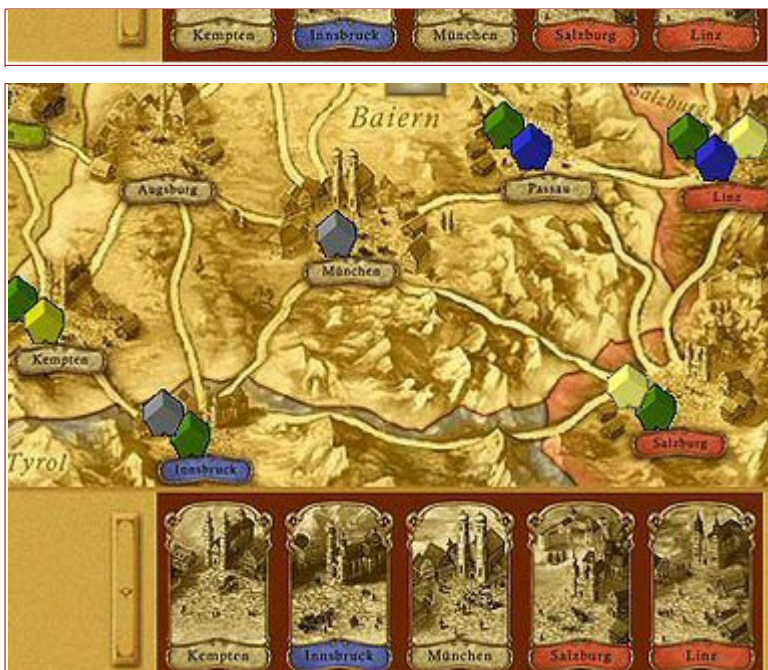 Kempten
Innsbruck
München
Salzburg
Linz
Salzburg
Baiern
Augsburg
Passau
Linz
München
Kempten
Salzburg
Tyrol
Innsbruck
Kempten
Innsbruck
München
Salzburg
Linz